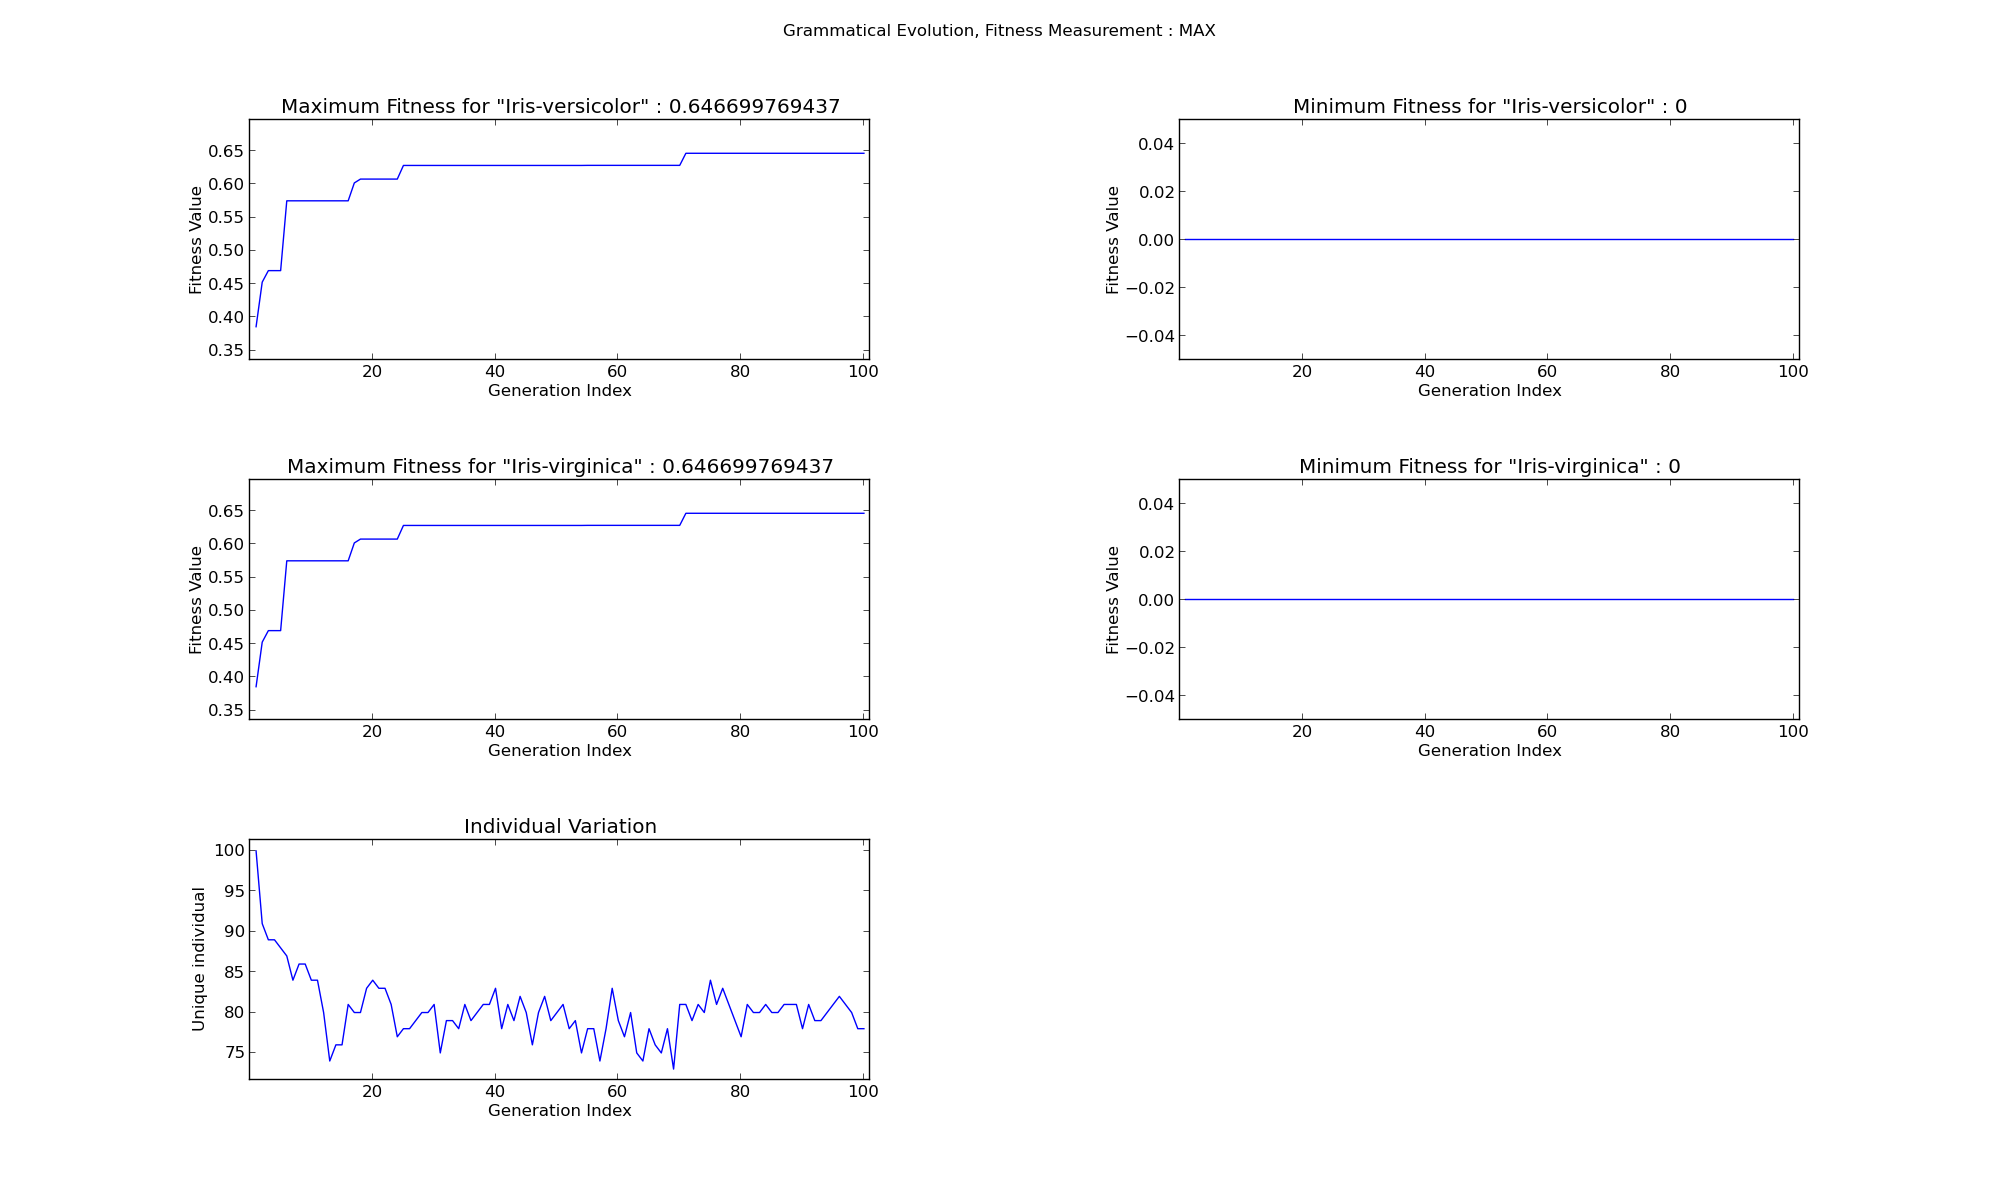 Grammatical Evolution, Fitness Measurement : MAX
Maximum Fitness for "Iris-versicolor" : 0.646699769437
0.65
0.60
0.55
0.50
0.45
0.40
0.35
Fitness Value
20 40 60 80 100
Generation Index
Minimum Fitness for "Iris-versicolor" : 0
0.04
0.02
0.00
−0.02
−0.04
Fitness Value
20 40 60 80 100
Generation Index
Maximum Fitness for "Iris-virginica" : 0.646699769437
0.65
0.60
0.55
0.50
0.45
0.40
0.35
Fitness Value
20 40 60 80 100
Generation Index
Minimum Fitness for "Iris-virginica" : 0
0.04
0.02
0.00
−0.02
−0.04
Fitness Value
20 40 60 80 100
Generation Index
Individual Variation
100
95
90
85
80
75
Unique individual
20 40 60 80 100
Generation Index